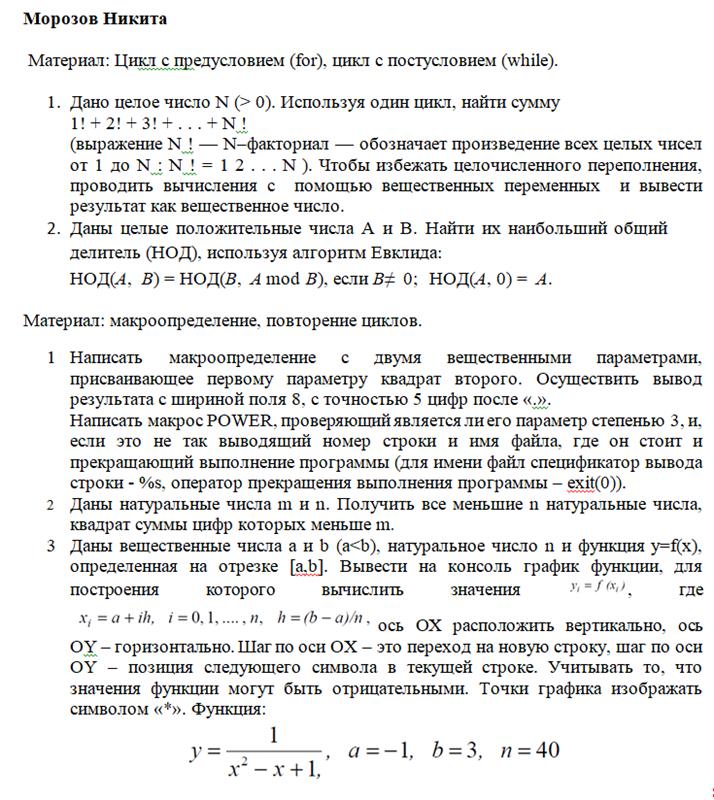 Морозов Никита
Материал: Цикл с предусловием (for), цикл с постусловием (while).
1. Дано целое число N (> 0). Используя один цикл, найти сумму
1! + 2! + 3! + . . . + N !
(выражение N ! — N–факториал — обозначает произведение всех целых чисел
от 1 до N : N ! = 1 2 . . . N ). Чтобы избежать целочисленного переполнения,
проводить вычисления с помощью вещественных переменных и вывести
результат как вещественное число.
2. Даны целые положительные числа A и B. Найти их наибольший общий
делитель (НОД), используя алгоритм Евклида:
НОД(A, B) = НОД(B, A mod B), если B≠ 0; НОД(A, 0) = A.
Материал: макроопределение, повторение циклов.
1 Написать макроопределение с двумя вещественными параметрами,
присваивающее первому параметру квадрат второго. Осуществить вывод
результата с шириной поля 8, с точностью 5 цифр после «.».
Написать макрос POWER, проверяющий является ли его параметр степенью 3, и,
если это не так выводящий номер строки и имя файла, где он стоит и
прекращающий выполнение программы (для имени файл спецификатор вывода
строки - %s, оператор прекращения выполнения программы – exit(0)).
2 Даны натуральные числа m и n. Получить все меньшие n натуральные числа,
квадрат суммы цифр которых меньше m.
3 Даны вещественные числа a и b (a<b), натуральное число n и функция y=f(x),
определенная на отрезке [a,b]. Вывести на консоль график функции, для
построения которого вычислить значения yᵢ = f (xᵢ) , где
xᵢ = a + ih, i = 0, 1, ...., n, h = (b – a)/n , ось OX расположить вертикально, ось
OY – горизонтально. Шаг по оси OX – это переход на новую строку, шаг по оси
OY – позиция следующего символа в текущей строке. Учитывать то, что
значения функции могут быть отрицательными. Точки графика изображать
символом «*». Функция:
y = 1 / (x² – x + 1,) , a = –1, b = 3, n = 40